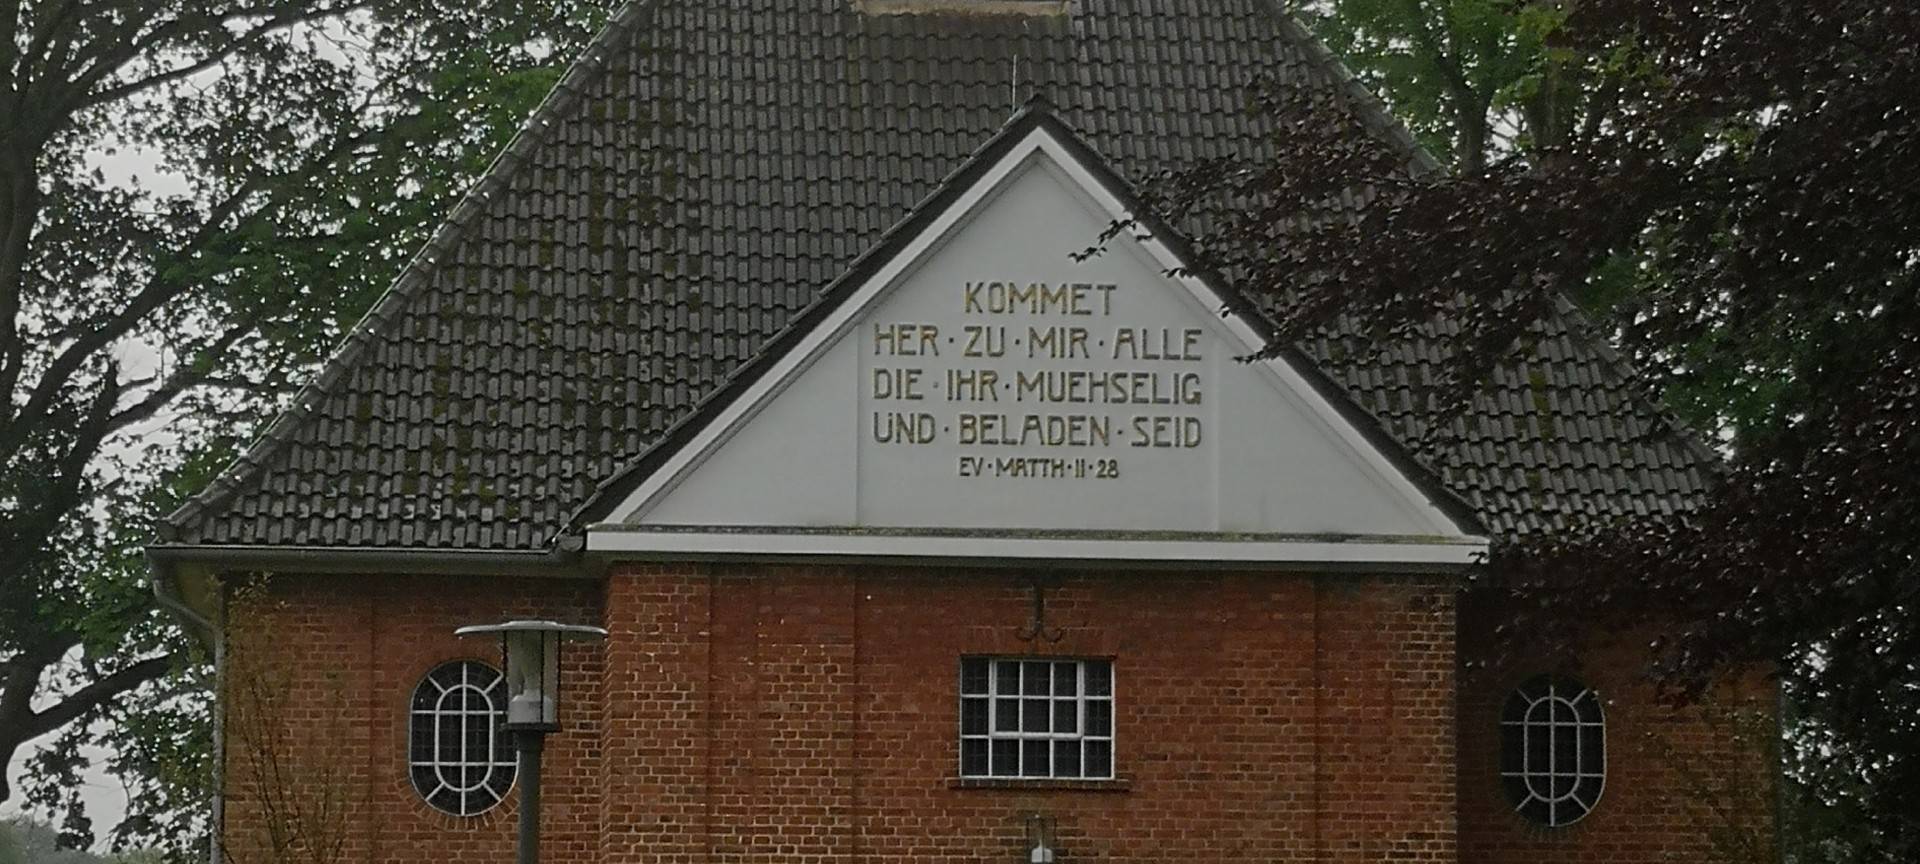 KOMMET
HER · ZU · MIR · ALLE
DIE · IHR · MUEHSELIG
UND · BELADEN · SEID
EV · MATTH · 11 · 28